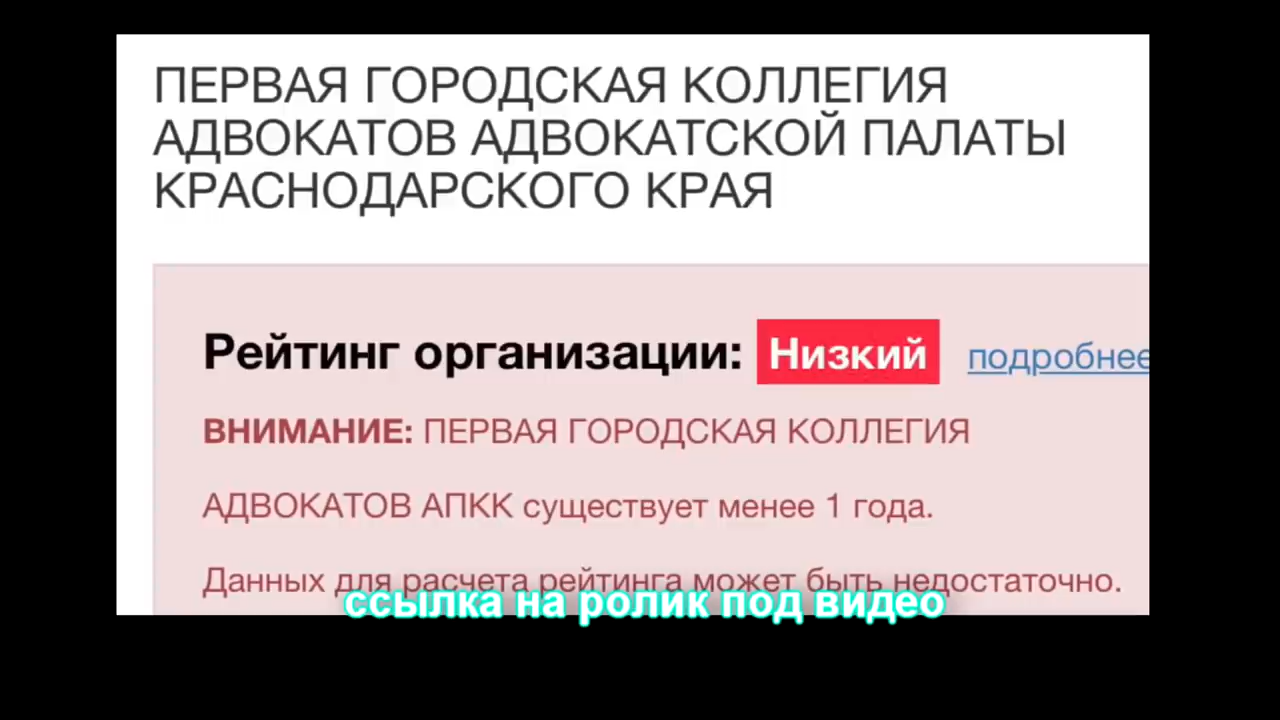 ПЕРВАЯ ГОРОДСКАЯ КОЛЛЕГИЯ
АДВОКАТОВ АДВОКАТСКОЙ ПАЛАТЫ
КРАСНОДАРСКОГО КРАЯ
Рейтинг организации: Низкий подробнее
ВНИМАНИЕ: ПЕРВАЯ ГОРОДСКАЯ КОЛЛЕГИЯ
АДВОКАТОВ АПКК существует менее 1 года.
Данных для расчета рейтинга может быть недостаточно.
ссылка на ролик под видео